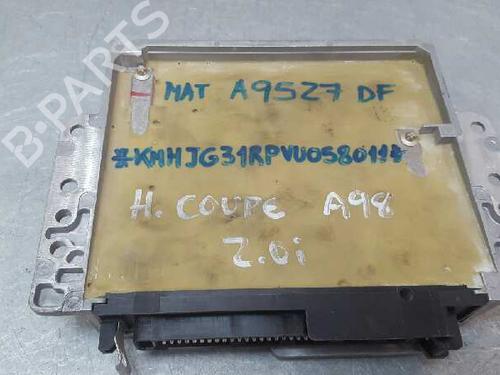 B-PARTS
MAT A9527 DF
*KMHJG31RPVU058011*
H. COUPE A98
2.0i